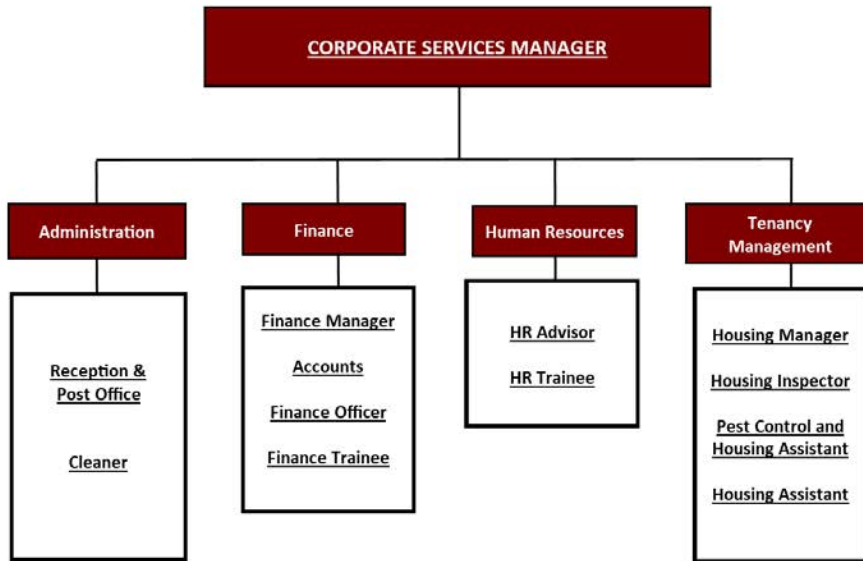 CORPORATE SERVICES MANAGER
Administration
Reception &
Post Office
Cleaner
Finance
Finance Manager
Accounts
Finance Officer
Finance Trainee
Human Resources
HR Advisor
HR Trainee
Tenancy
Management
Housing Manager
Housing Inspector
Pest Control and
Housing Assistant
Housing Assistant